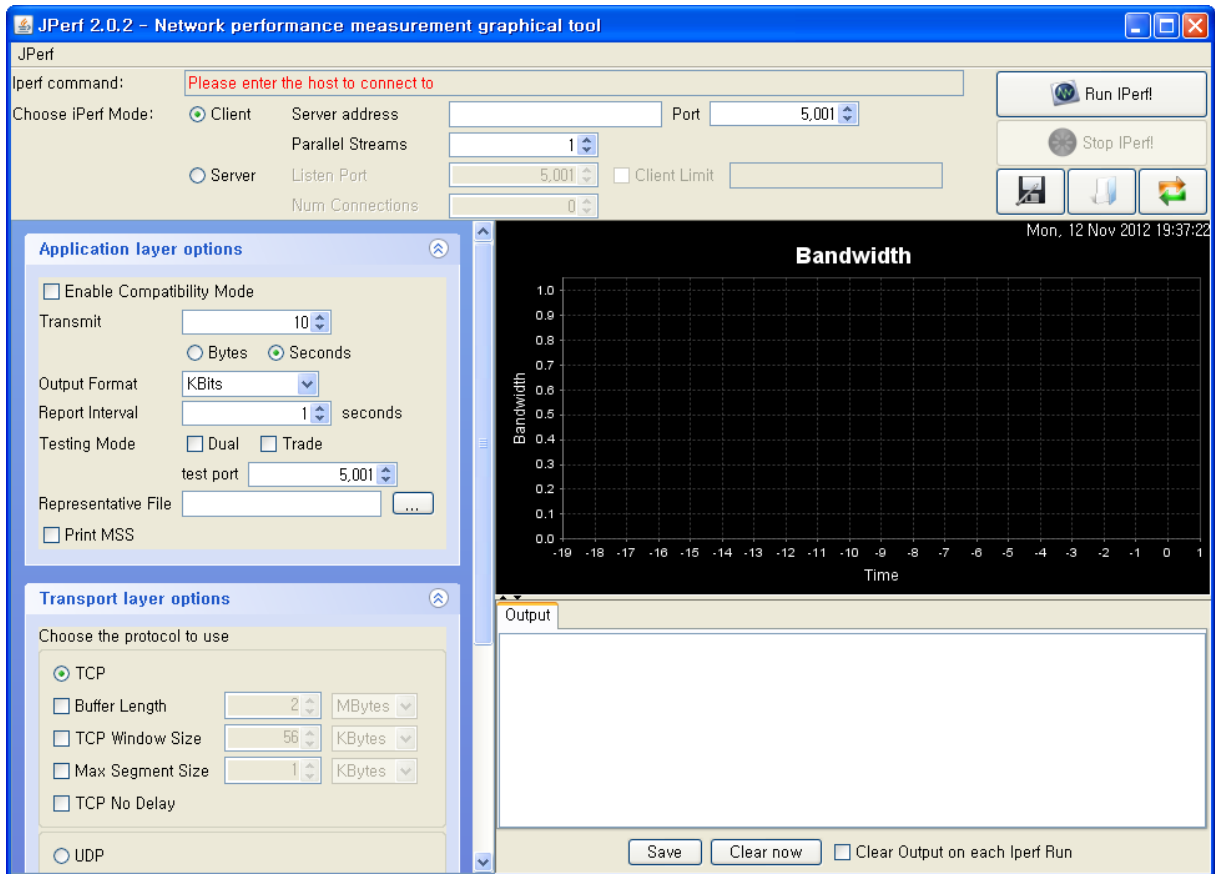 JPerf 2.0.2 - Network performance measurement graphical tool
JPerf
Iperf command: Please enter the host to connect to
Run IPerf!
Choose iPerf Mode: Client Server address Port 5,001
Parallel Streams 1
Stop IPerf!
Server Listen Port 5,001 Client Limit
Num Connections 0
Application layer options
Enable Compatibility Mode
Transmit 10
Bytes Seconds
Output Format KBits
Report Interval 1 seconds
Testing Mode Dual Trade
test port 5,001
Representative File ...
Print MSS
Transport layer options
Choose the protocol to use
TCP
Buffer Length 2 MBytes
TCP Window Size 56 KBytes
Max Segment Size 1 KBytes
TCP No Delay
UDP
Mon, 12 Nov 2012 19:37:22
Bandwidth
Bandwidth
1.0
0.9
0.8
0.7
0.6
0.5
0.4
0.3
0.2
0.1
0.0
-19 -18 -17 -16 -15 -14 -13 -12 -11 -10 -9 -8 -7 -6 -5 -4 -3 -2 -1 0 1
Time
Output
Save Clear now Clear Output on each Iperf Run